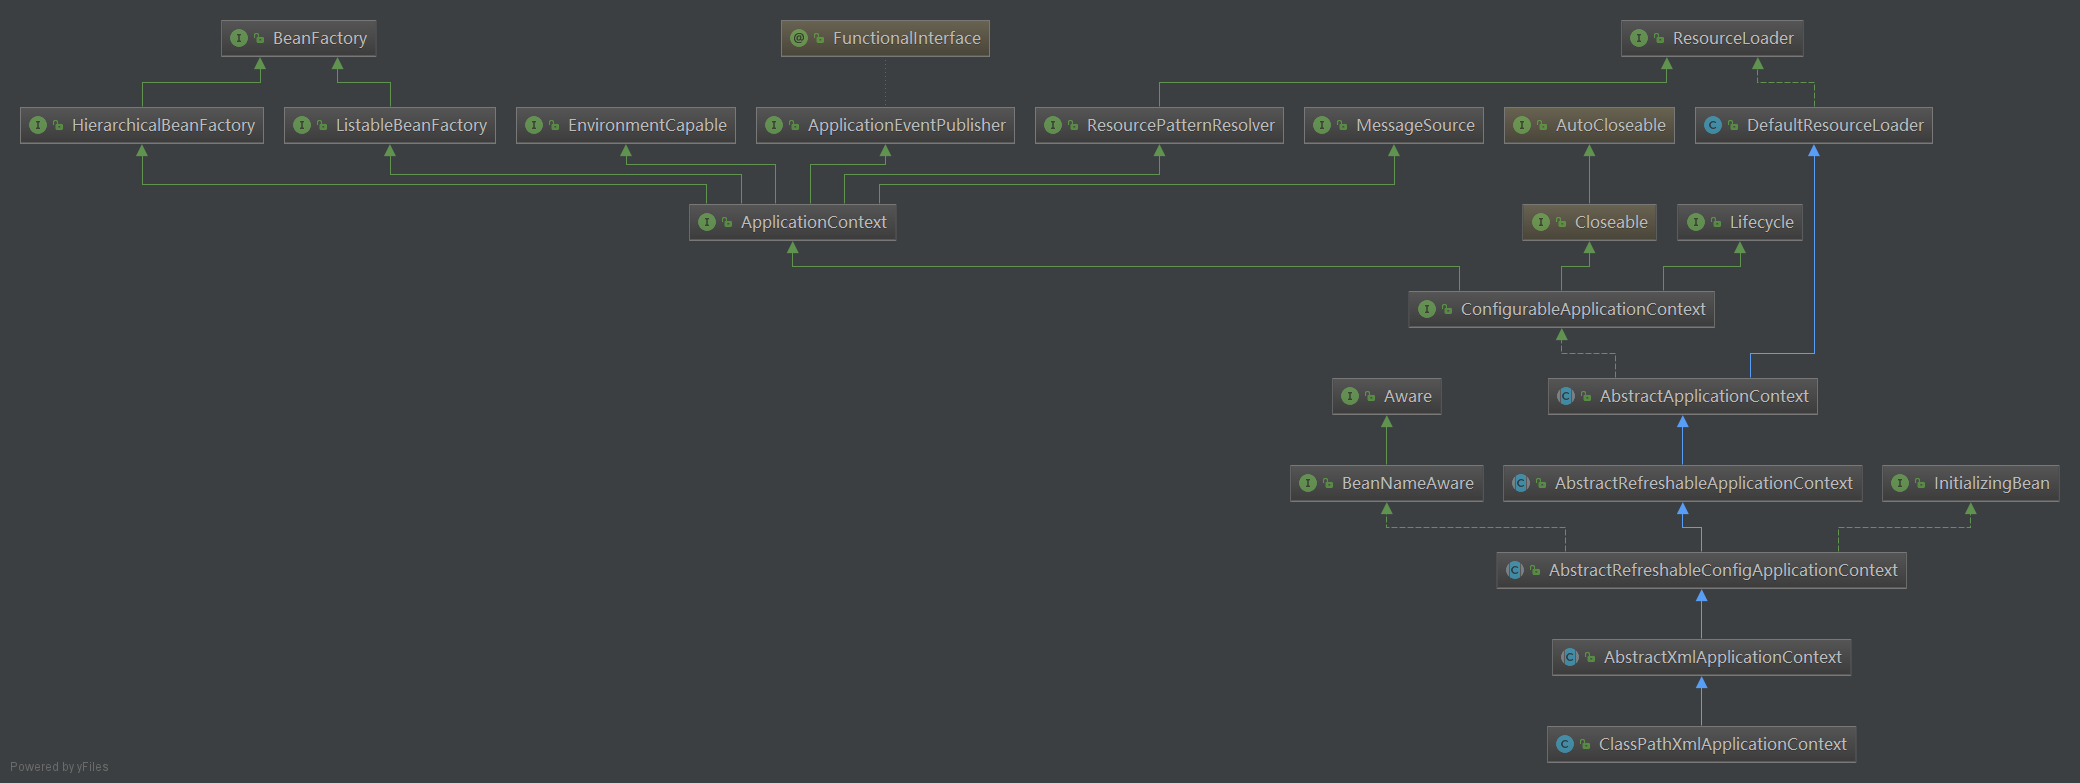 BeanFactory
FunctionalInterface
ResourceLoader
HierarchicalBeanFactory
ListableBeanFactory
EnvironmentCapable
ApplicationEventPublisher
ResourcePatternResolver
MessageSource
AutoCloseable
DefaultResourceLoader
ApplicationContext
Closeable
Lifecycle
ConfigurableApplicationContext
Aware
AbstractApplicationContext
BeanNameAware
AbstractRefreshableApplicationContext
InitializingBean
AbstractRefreshableConfigApplicationContext
AbstractXmlApplicationContext
ClassPathXmlApplicationContext
Powered by yFiles